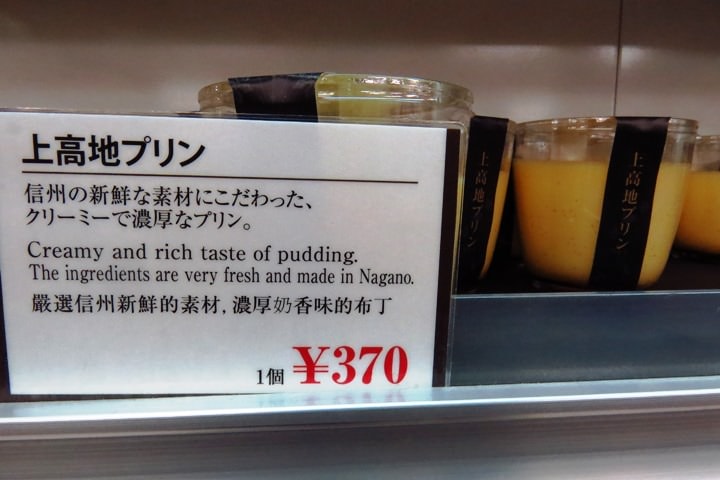 上高地プリン
信州の新鮮な素材にこだわった、
クリーミーで濃厚なプリン。
Creamy and rich taste of pudding.
The ingredients are very fresh and made in Nagano.
嚴選信州新鮮的素材,濃厚奶香味的布丁
1個 ¥370
上高地プリン
上高地プリン